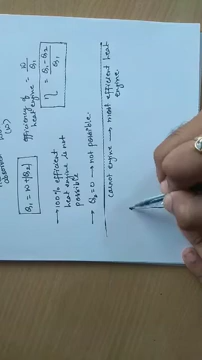 (W)
Q₁ = W + Q₂
efficiency of heat engine = W/Q₁
η = Q₁ - Q₂ / Q₁
→ 100% efficient
heat engine is not
possible
→ Q₂ = 0 → not possible.
carnot engine → most efficient heat
engine.